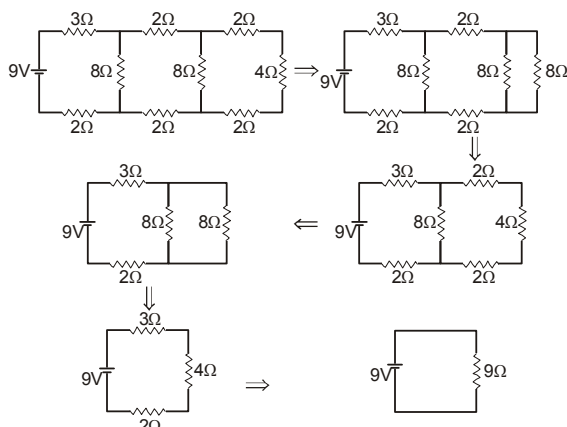 3Ω 2Ω 2Ω
9V 8Ω 8Ω 4Ω
2Ω 2Ω 2Ω
⇒
3Ω 2Ω
9V 8Ω 8Ω 8Ω
2Ω 2Ω
⇓
3Ω 2Ω
9V 8Ω 4Ω
2Ω 2Ω
⇐
3Ω
9V 8Ω 8Ω
2Ω
⇓
3Ω
9V 4Ω
2Ω
⇒
9V 9Ω